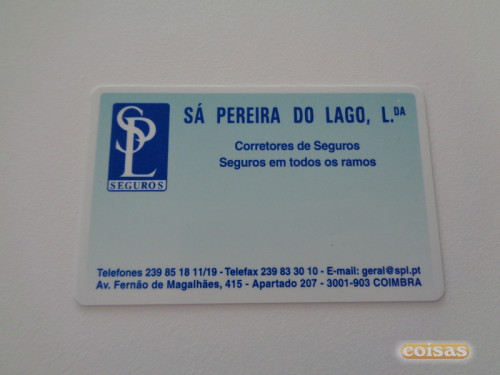 SPL
SEGUROS
SÁ PEREIRA DO LAGO, L.DA
Corretores de Seguros
Seguros em todos os ramos
Telefones 239 85 18 11/19 - Telefax 239 83 30 10 - E-mail: geral@spl.pt
Av. Fernão de Magalhães, 415 - Apartado 207 - 3001-903 COIMBRA
coisas